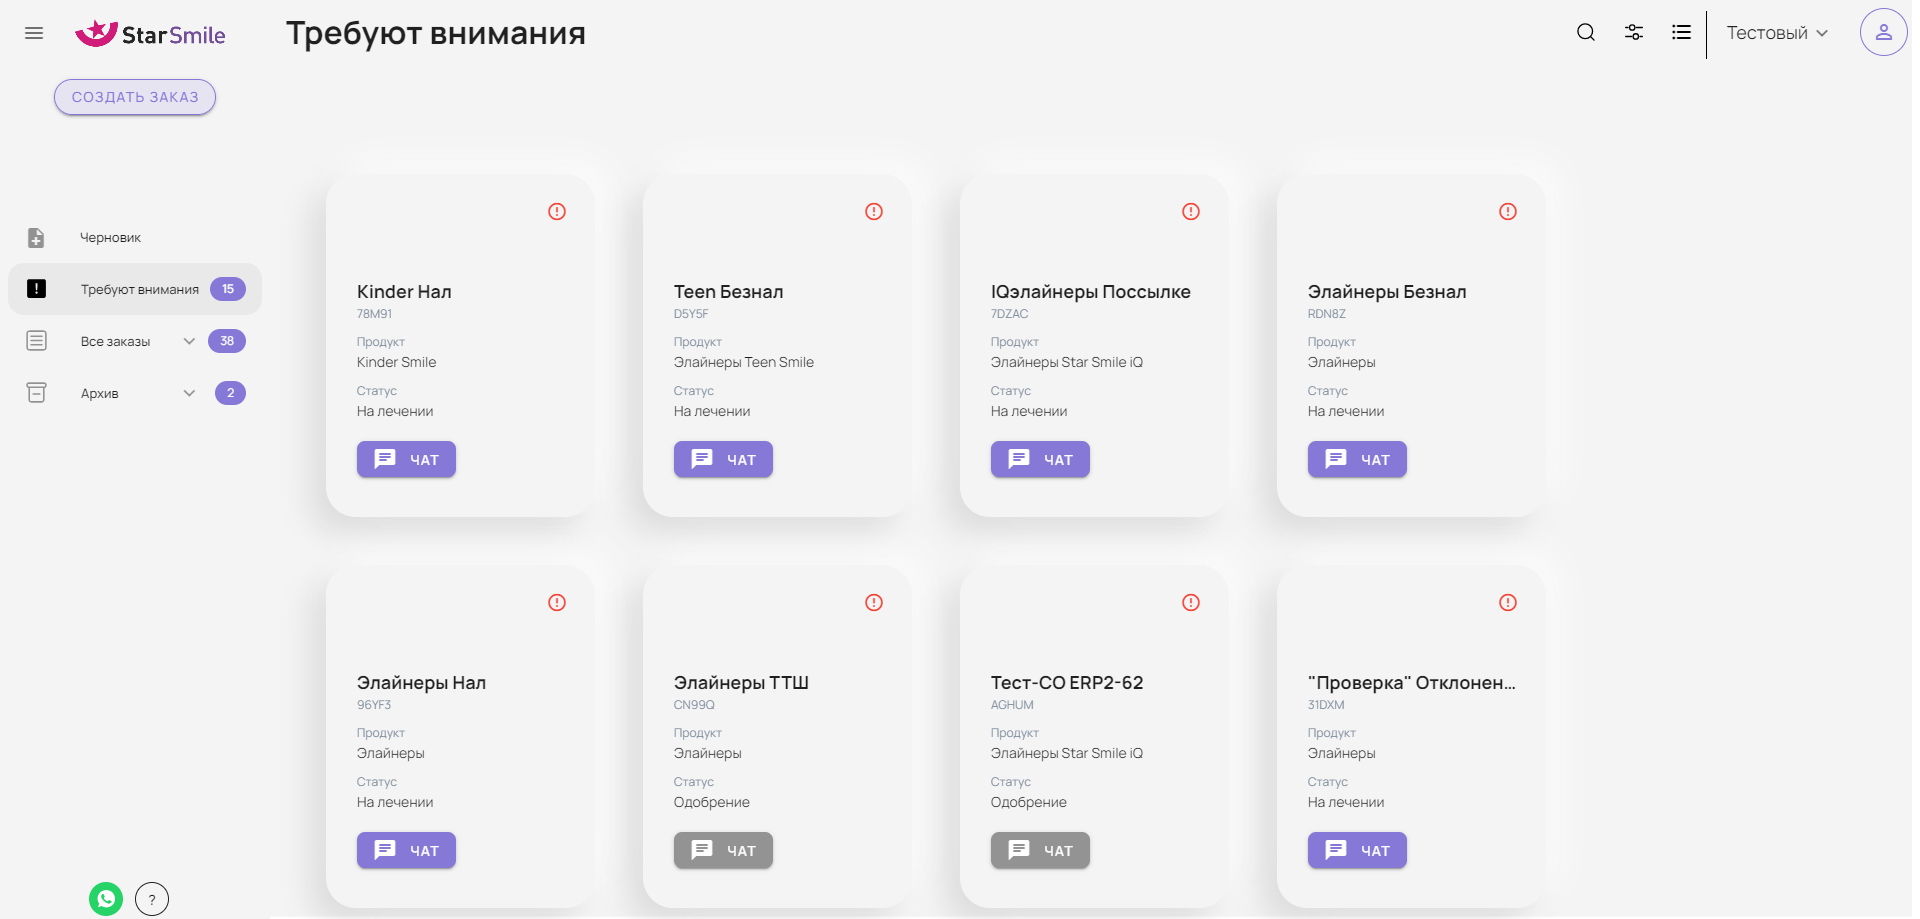 StarSmile
Требуют внимания
Тестовый
СОЗДАТЬ ЗАКАЗ
Черновик
Требуют внимания 15
Все заказы 38
Архив 2
Kinder Нал
78M91
Продукт
Kinder Smile
Статус
На лечении
ЧАТ
Teen Безнал
D5Y5F
Продукт
Элайнеры Teen Smile
Статус
На лечении
ЧАТ
IQэлайнеры Поссылке
7DZAC
Продукт
Элайнеры Star Smile iQ
Статус
На лечении
ЧАТ
Элайнеры Безнал
RDN8Z
Продукт
Элайнеры
Статус
На лечении
ЧАТ
Элайнеры Нал
96YF3
Продукт
Элайнеры
Статус
На лечении
ЧАТ
Элайнеры ТТШ
CN99Q
Продукт
Элайнеры
Статус
Одобрение
ЧАТ
Тест-СО ERP2-62
AGHUM
Продукт
Элайнеры Star Smile iQ
Статус
Одобрение
ЧАТ
"Проверка" Отклонен...
31DXM
Продукт
Элайнеры
Статус
На лечении
ЧАТ
?